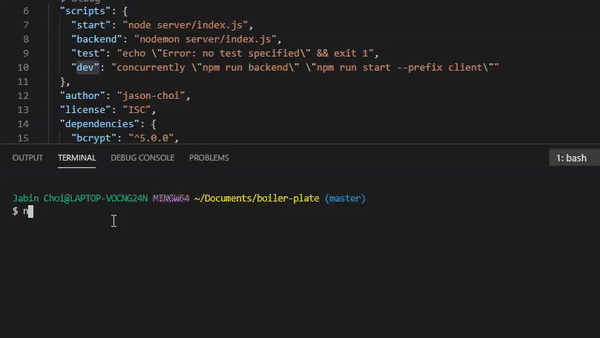 6 "scripts": {
7 "start": "node server/index.js",
8 "backend": "nodemon server/index.js",
9 "test": "echo \"Error: no test specified\" && exit 1",
10 "dev": "concurrently \"npm run backend\" \"npm run start --prefix client\""
11 },
12 "author": "jason-choi",
13 "license": "ISC",
14 "dependencies": {
15 "bcrypt": "^5.0.0",
OUTPUT TERMINAL DEBUG CONSOLE PROBLEMS 1: bash
Jabin Choi@LAPTOP-VOCNG24N MINGW64 ~/Documents/boiler-plate (master)
$ n